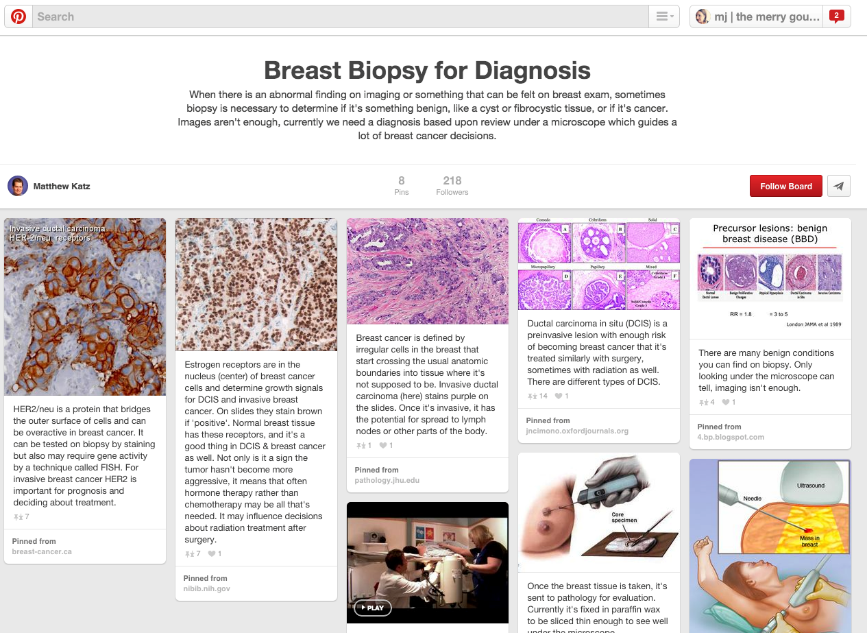 Search
mj | the merry gou...
2
Breast Biopsy for Diagnosis
When there is an abnormal finding on imaging or something that can be felt on breast exam, sometimes
biopsy is necessary to determine if it's something benign, like a cyst or fibrocystic tissue, or if it's cancer.
Images aren't enough, currently we need a diagnosis based upon review under a microscope which guides a
lot of breast cancer decisions.
Matthew Katz
8
Pins
218
Followers
Follow Board
Invasive ductal carcinoma
HER-2/neu receptors
HER2/neu is a protein that bridges
the outer surface of cells and can
be overactive in breast cancer. It
can be tested on biopsy by staining
but also may require gene activity
by a technique called FISH. For
invasive breast cancer HER2 is
important for prognosis and
deciding about treatment.
7
Pinned from
breast-cancer.ca
Estrogen receptors are in the
nucleus (center) of breast cancer
cells and determine growth signals
for DCIS and invasive breast
cancer. On slides they stain brown
if 'positive'. Normal breast tissue
has these receptors, and it's a
good thing in DCIS & breast cancer
as well. Not only is it a sign the
tumor hasn't become more
aggressive, it means that often
hormone therapy rather than
chemotherapy may be all that's
needed. It may influence decisions
about radiation treatment after
surgery.
7 1
Pinned from
nibib.nih.gov
Breast cancer is defined by
irregular cells in the breast that
start crossing the usual anatomic
boundaries into tissue where it's
not supposed to be. Invasive ductal
carcinoma (here) stains purple on
the slides. Once it's invasive, it has
the potential for spread to lymph
nodes or other parts of the body.
1 1
Pinned from
pathology.jhu.edu
PLAY
Comedo Cribriform Solid
A B C
Micropapillary Papillary Mixed
D E F
Ductal carcinoma in situ (DCIS) is a
preinvasive lesion with enough risk
of becoming breast cancer that it's
treated similarly with surgery,
sometimes with radiation as well.
There are different types of DCIS.
14 1
Pinned from
jncimono.oxfordjournals.org
Core
specimen
Once the breast tissue is taken, it's
sent to pathology for evaluation.
Currently it's fixed in paraffin wax
to be sliced thin enough to see well
under the microscope
Precursor lesions: benign
breast disease (BBD)
RR = 1.8 = 3 to 5
London JAMA et al 1989
There are many benign conditions
you can find on biopsy. Only
looking under the microscope can
tell, imaging isn't enough.
4 1
Pinned from
4.bp.blogspot.com
Ultrasound
Needle
Mass in
breast